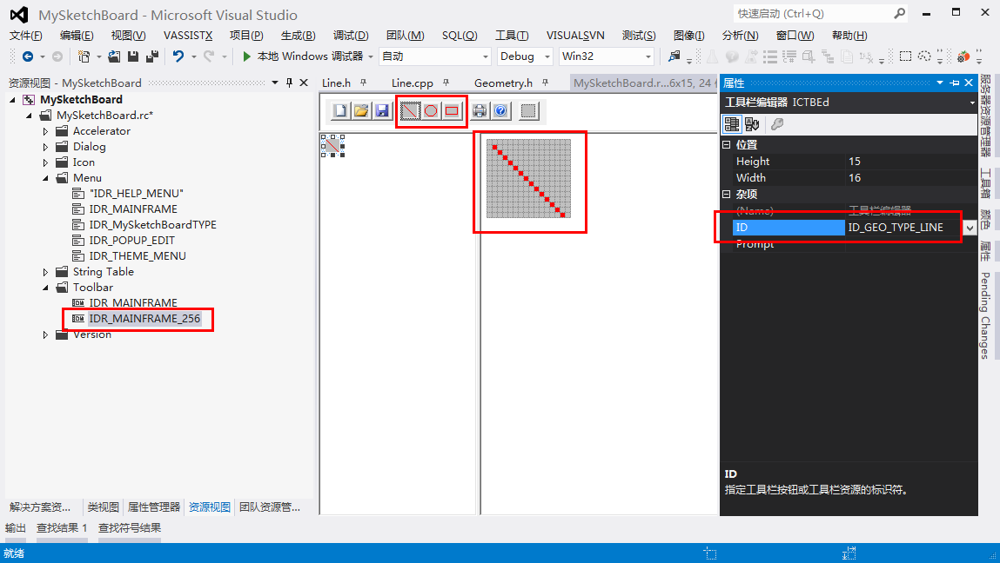 MySketchBoard - Microsoft Visual Studio
快速启动 (Ctrl+Q)
文件(F) 编辑(E) 视图(V) VASSISTX 项目(P) 生成(B) 调试(D) 团队(M) SQL(Q) 工具(T) VISUALSVN 测试(S) 图像(I) 分析(N) 窗口(W) 帮助(H)
本地 Windows 调试器 自动 Debug Win32
资源视图 - MySketchBoard
MySketchBoard
MySketchBoard.rc*
Accelerator
Dialog
Icon
Menu
"IDR_HELP_MENU"
IDR_MAINFRAME
IDR_MySketchBoardTYPE
IDR_POPUP_EDIT
IDR_THEME_MENU
String Table
Toolbar
IDR_MAINFRAME
IDR_MAINFRAME_256
Version
解决方案资... 类视图 属性管理器 资源视图 团队资源管...
Line.h Line.cpp Geometry.h MySketchBoard.r...6x15, 24
属性
工具栏编辑器 ICTBEd
位置
Height 15
Width 16
杂项
(Name) 工具栏编辑器
ID ID_GEO_TYPE_LINE
Prompt
ID
指定工具栏按钮或工具栏资源的标识符。
服务器资源管理器
工具箱
颜色
属性
Pending Changes
输出 查找结果 1 查找符号结果
就绪